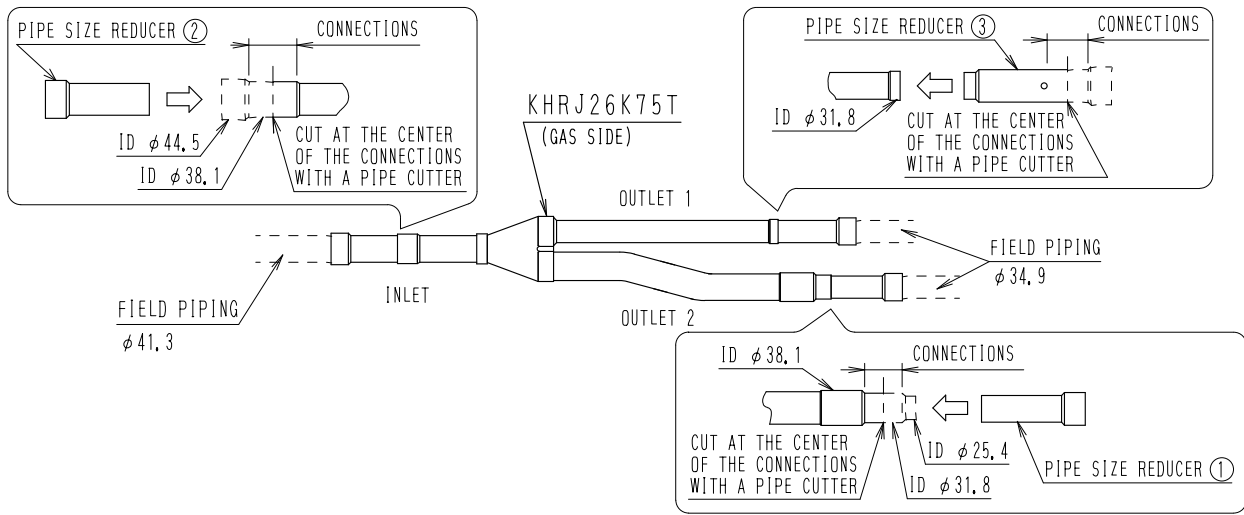 PIPE SIZE REDUCER ②
CONNECTIONS
ID φ44.5
ID φ38.1
CUT AT THE CENTER
OF THE CONNECTIONS
WITH A PIPE CUTTER
KHRJ26K75T
(GAS SIDE)
PIPE SIZE REDUCER ③
CONNECTIONS
ID φ31.8
CUT AT THE CENTER
OF THE CONNECTIONS
WITH A PIPE CUTTER
OUTLET 1
FIELD PIPING
φ34.9
INLET
FIELD PIPING
φ41.3
OUTLET 2
ID φ38.1
CONNECTIONS
CUT AT THE CENTER
OF THE CONNECTIONS
WITH A PIPE CUTTER
ID φ25.4
ID φ31.8
PIPE SIZE REDUCER ①